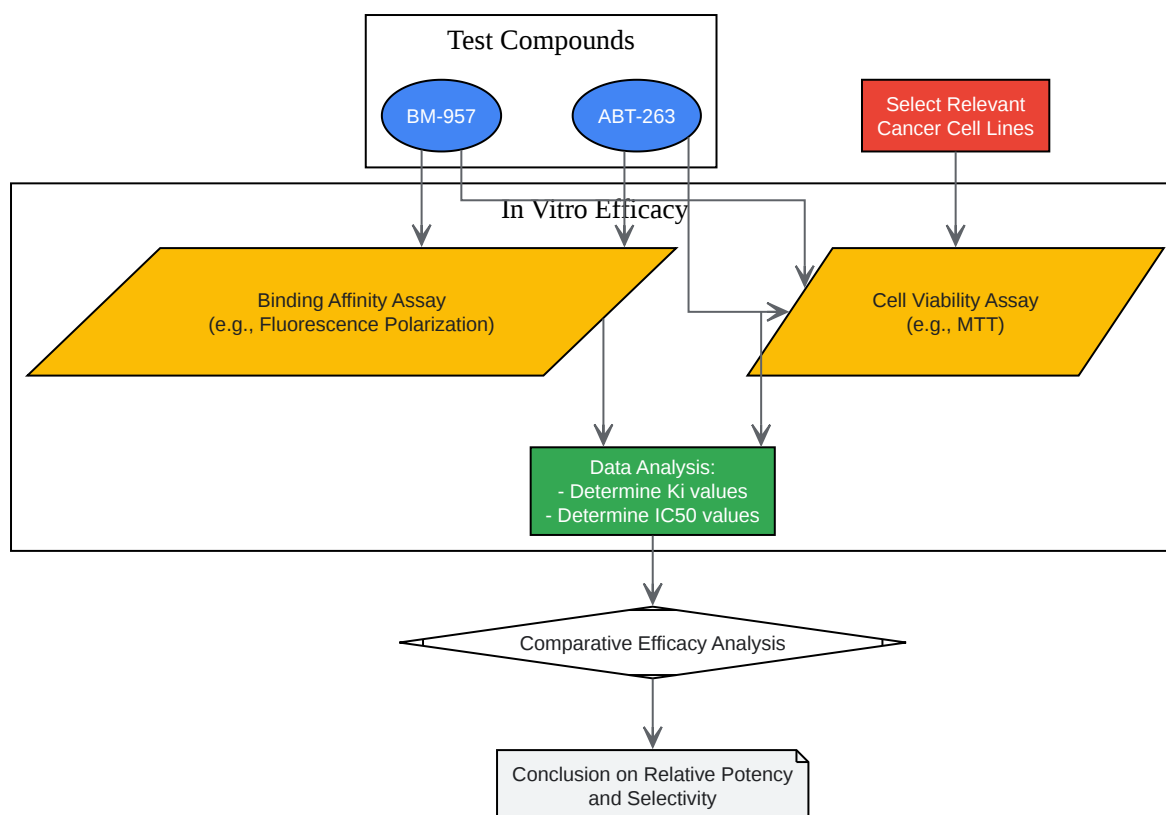 Test Compounds
BM-957
ABT-263
Select Relevant
Cancer Cell Lines
In Vitro Efficacy
Binding Affinity Assay
(e.g., Fluorescence Polarization)
Cell Viability Assay
(e.g., MTT)
Data Analysis:
- Determine Ki values
- Determine IC50 values
Comparative Efficacy Analysis
Conclusion on Relative Potency
and Selectivity